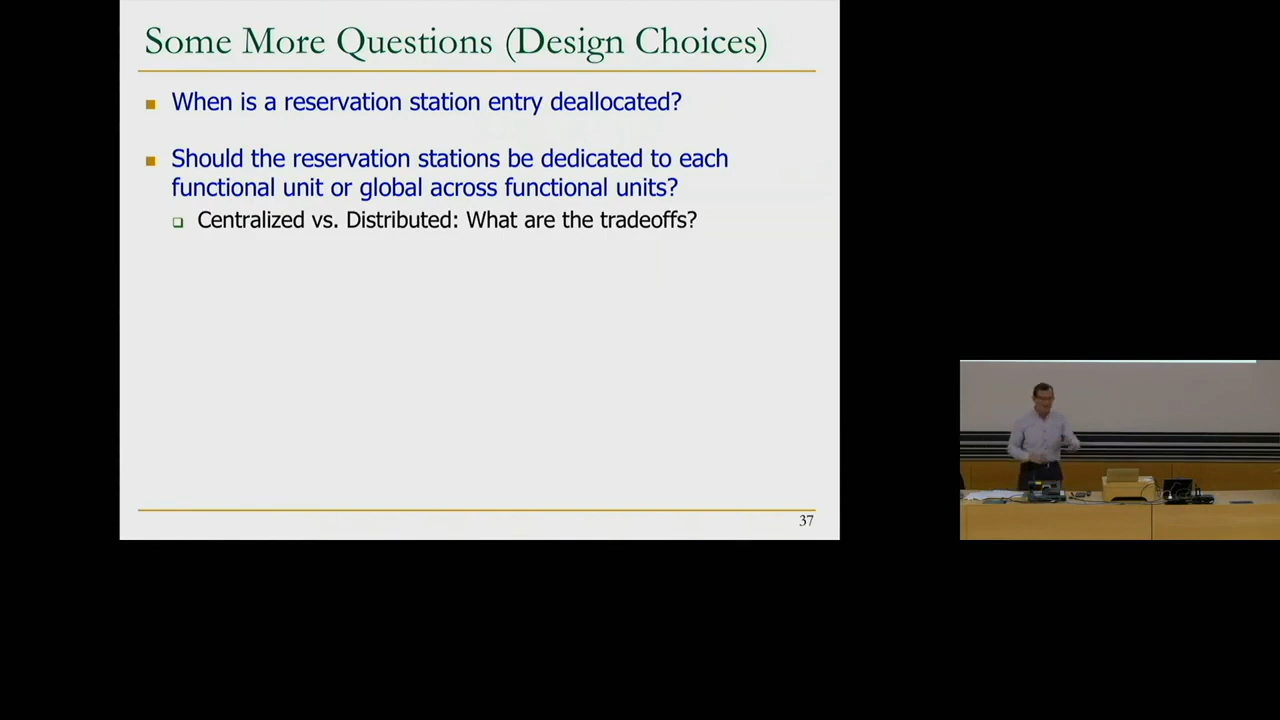 Some More Questions (Design Choices)
When is a reservation station entry deallocated?
Should the reservation stations be dedicated to each
functional unit or global across functional units?
Centralized vs. Distributed: What are the tradeoffs?
37